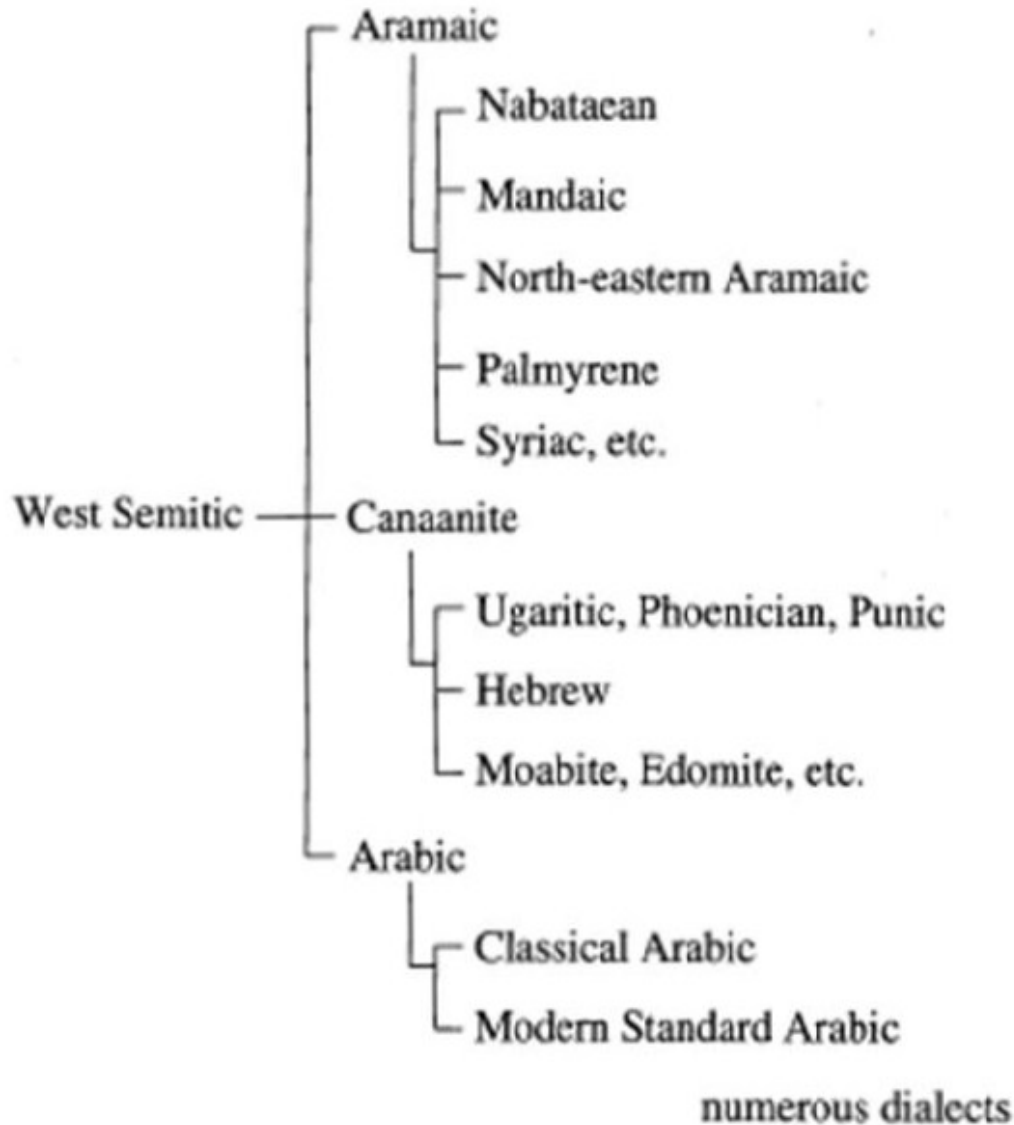 Aramaic
Nabataean
Mandaic
North-eastern Aramaic
Palmyrene
Syriac, etc.
West Semitic
Canaanite
Ugaritic, Phoenician, Punic
Hebrew
Moabite, Edomite, etc.
Arabic
Classical Arabic
Modern Standard Arabic
numerous dialects